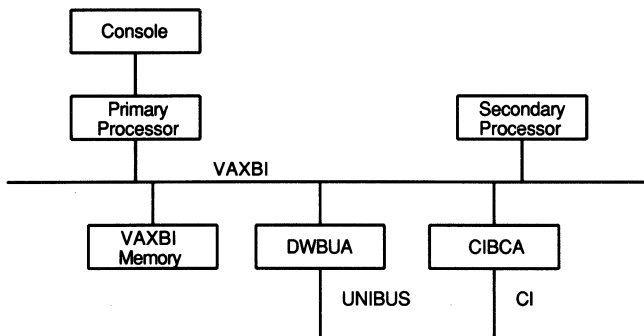 Console
Primary
Processor
Secondary
Processor
VAXBI
VAXBI
Memory
DWBUA
CIBCA
UNIBUS
CI